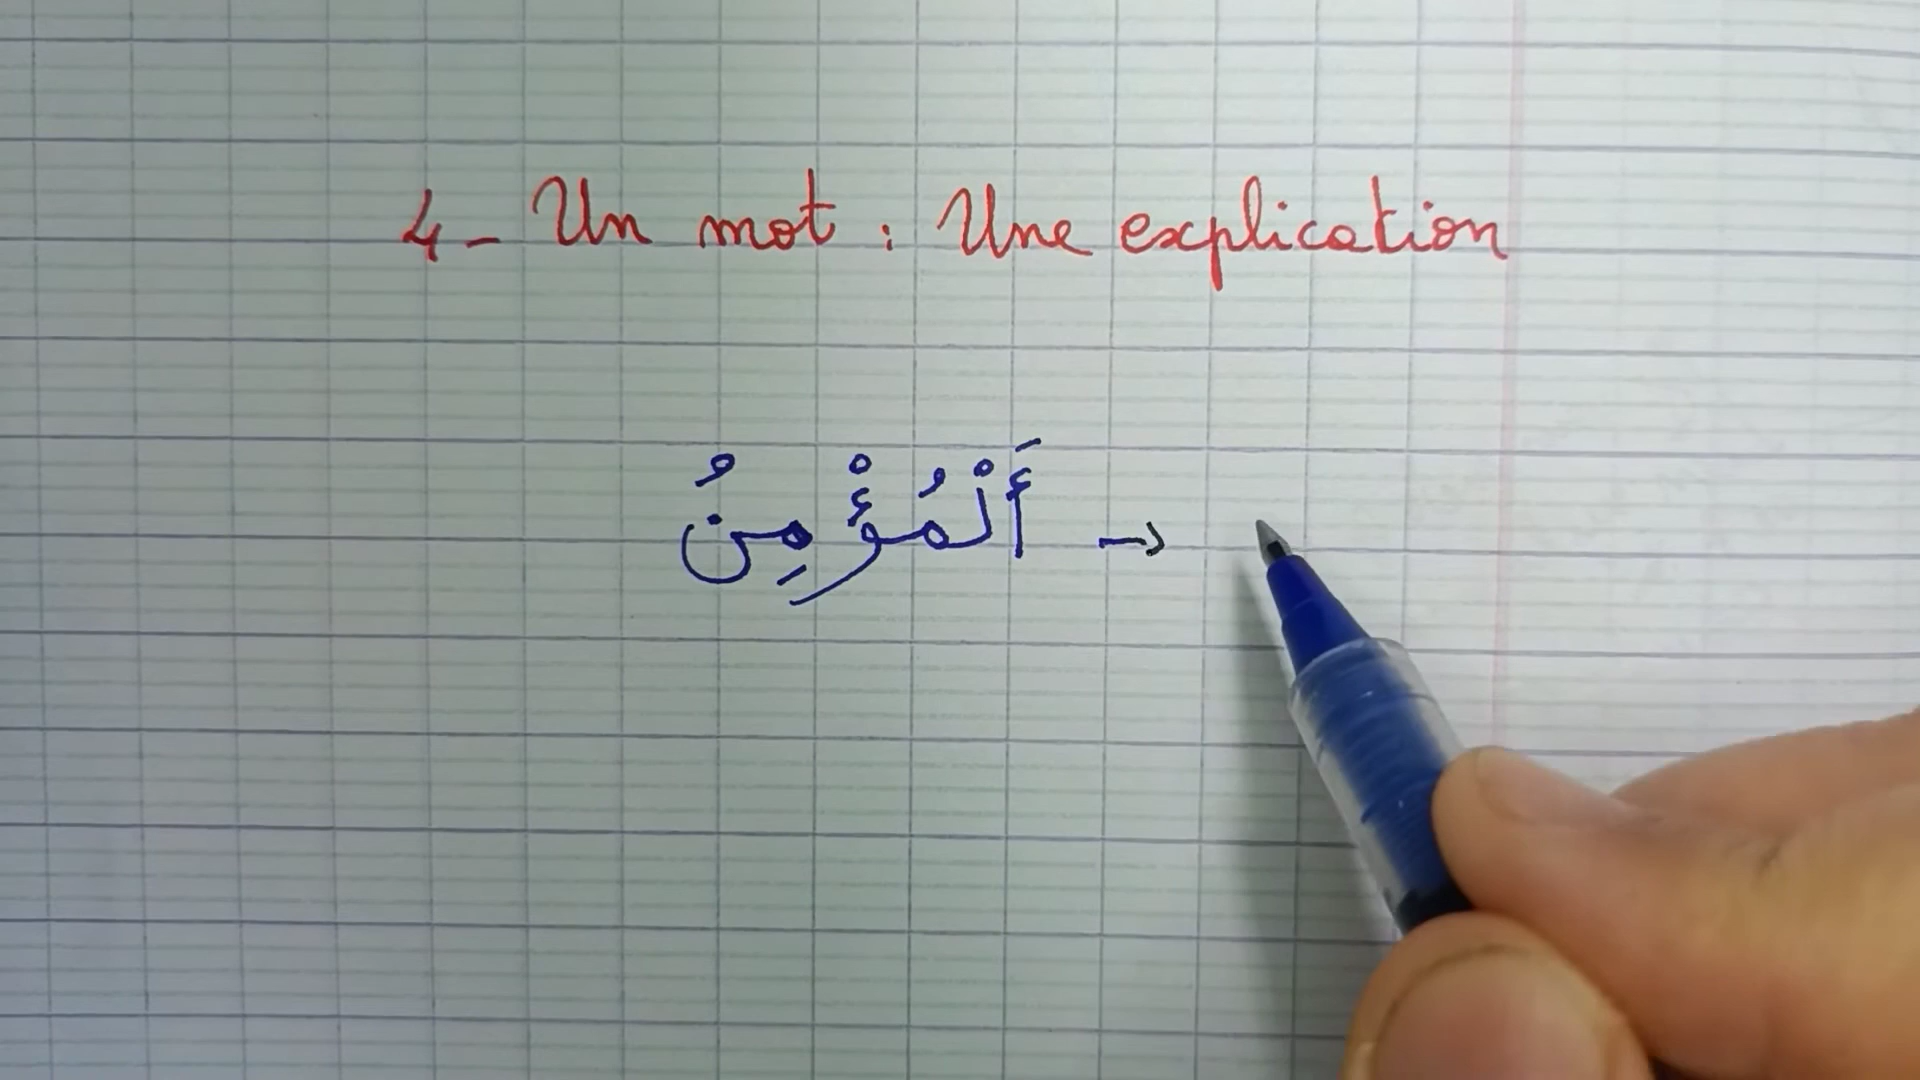 4- Un mot : Une explication
أَلْمُؤْمِنُ →